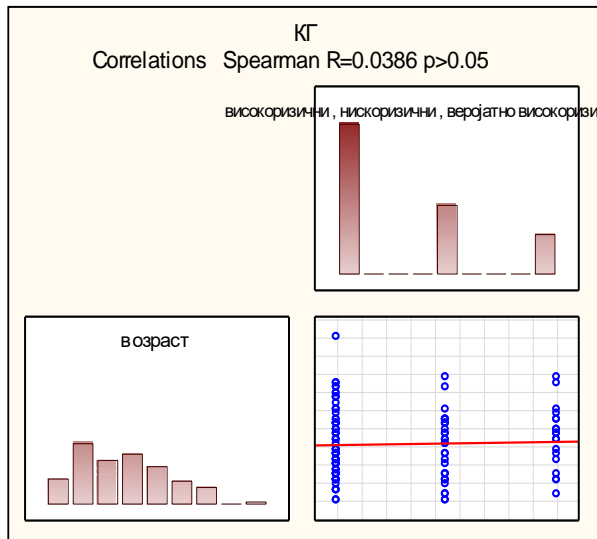 КГ
Correlations Spearman R=0.0386 p>0.05
високоризични , нискоризични , веројатно високоризи
возраст